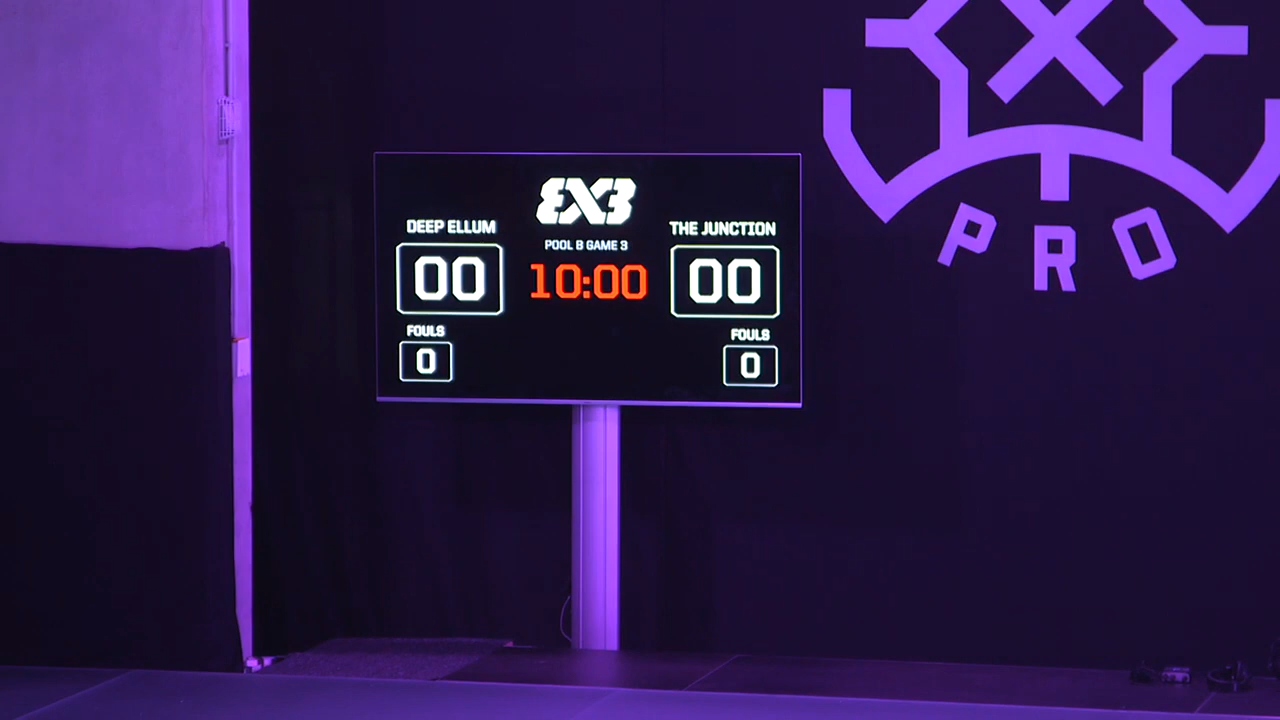 3X3
DEEP ELLUM
THE JUNCTION
POOL B GAME 3
00
10:00
00
FOULS
FOULS
0
0
PRO